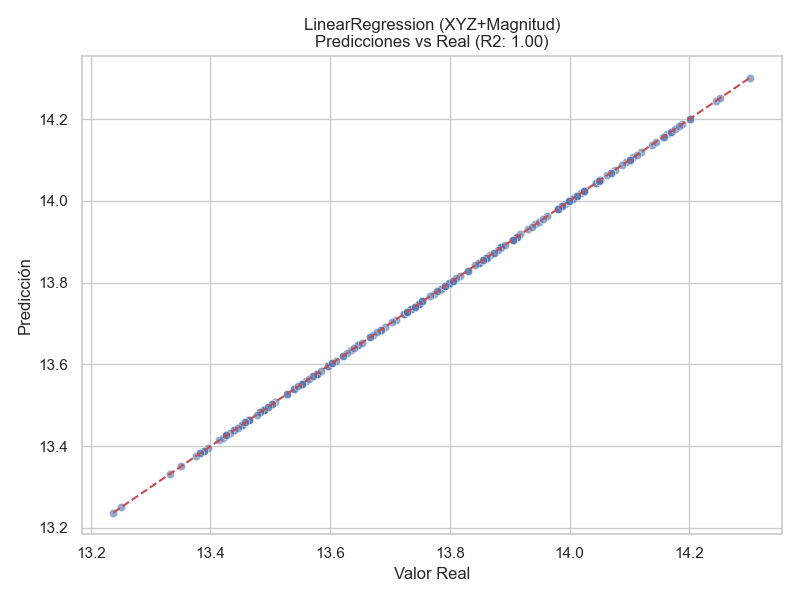 LinearRegression (XYZ+Magnitud)
Predicciones vs Real (R2: 1.00)
Predicción
14.2
14.0
13.8
13.6
13.4
13.2
13.2 13.4 13.6 13.8 14.0 14.2
Valor Real